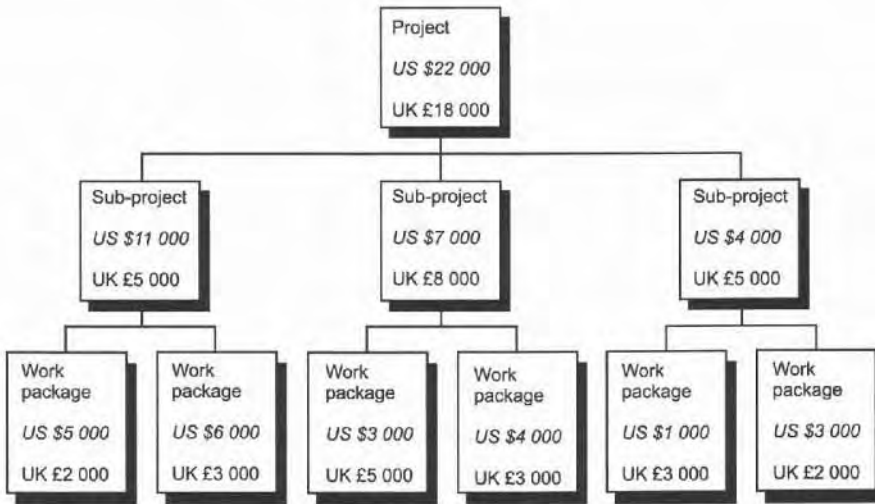 Project
US $22 000
UK £18 000
Sub-project
US $11 000
UK £5 000
Sub-project
US $7 000
UK £8 000
Sub-project
US $4 000
UK £5 000
Work
package
US $5 000
UK £2 000
Work
package
US $6 000
UK £3 000
Work
package
US $3 000
UK £5 000
Work
package
US $4 000
UK £3 000
Work
package
US $1 000
UK £3 000
Work
package
US $3 000
UK £2 000